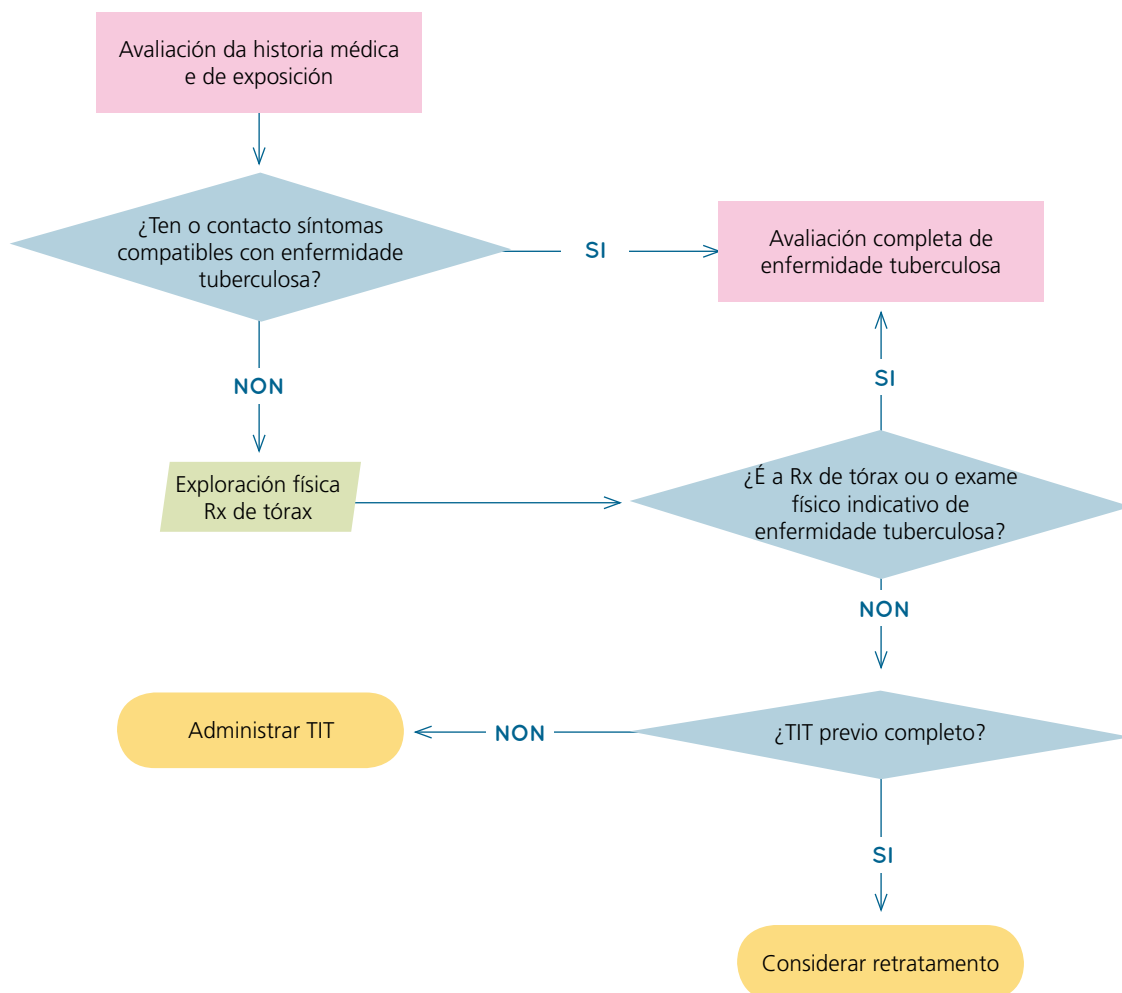 Avaliación da historia médica
e de exposición
¿Ten o contacto síntomas
compatibles con enfermidade
tuberculosa?
SI
Avaliación completa de
enfermidade tuberculosa
NON
SI
Exploración física
Rx de tórax
¿É a Rx de tórax ou o exame
físico indicativo de
enfermidade tuberculosa?
NON
Administrar TIT
NON
¿TIT previo completo?
SI
Considerar retratamento